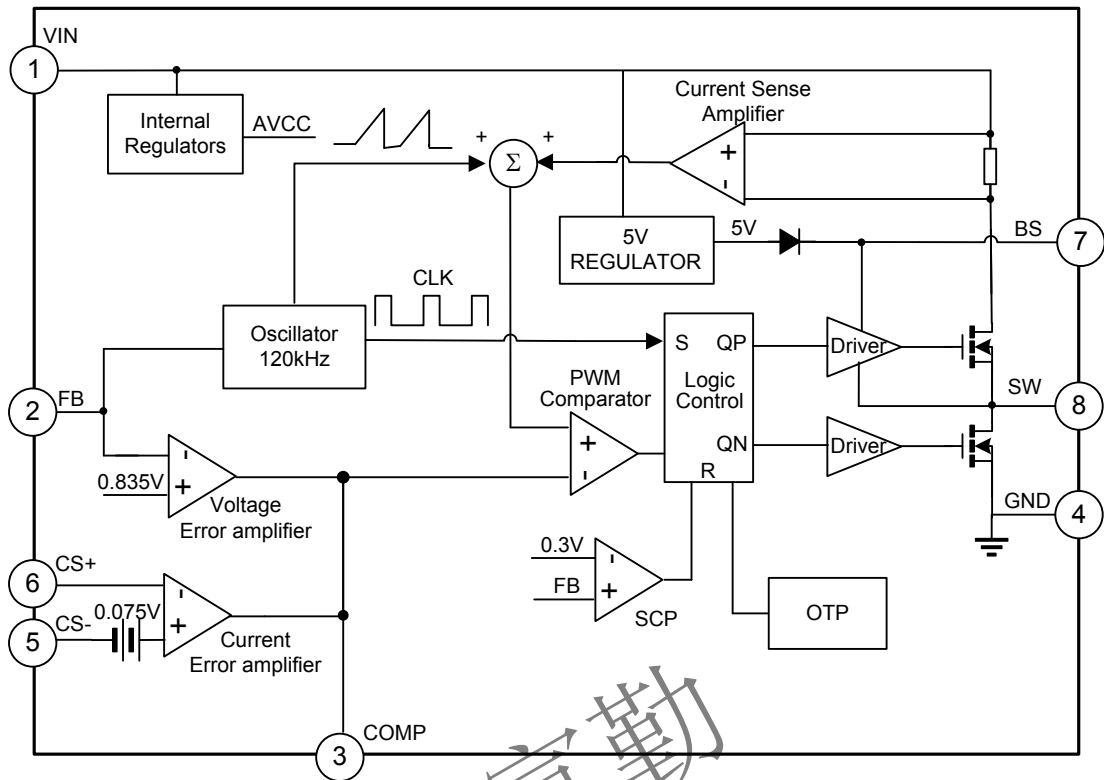 VIN
1
Internal
Regulators
AVCC
+
+
Σ
Current Sense
Amplifier
+
-
5V
REGULATOR
5V
BS
7
CLK
Oscillator
120kHz
2
FB
S
QP
Logic
Control
QN
R
Driver
SW
8
PWM
Comparator
+
-
Driver
-
+
0.835V
Voltage
Error amplifier
GND
4
6
CS+
5
CS-
0.075V
-
+
Current
Error amplifier
0.3V
FB
-
+
SCP
OTP
COMP
3
勤